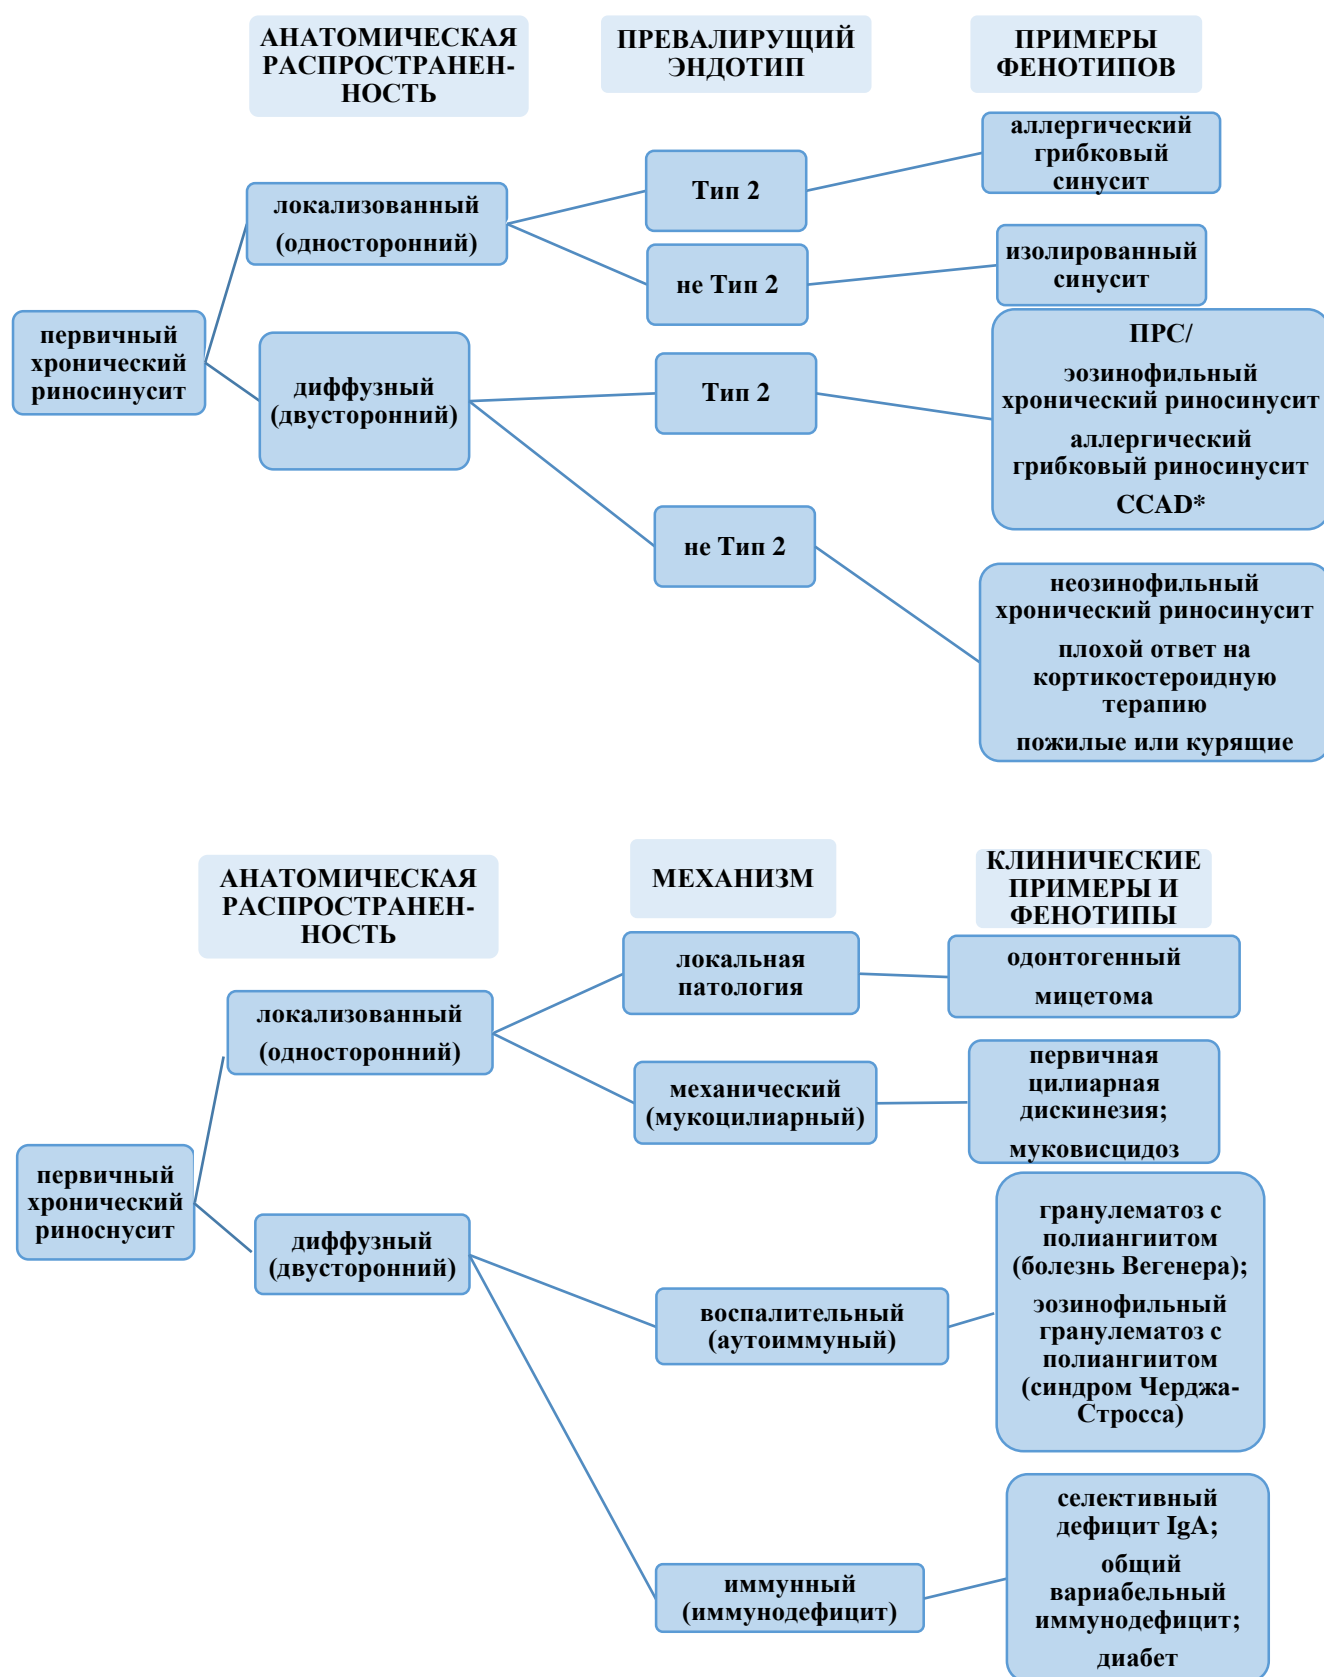 АНАТОМИЧЕСКАЯ
РАСПРОСТРАНЕН-
НОСТЬ
ПРЕВАЛИРУЩИЙ
ЭНДОТИП
ПРИМЕРЫ
ФЕНОТИПОВ
первичный
хронический
риносинусит
локализованный
(односторонний)
диффузный
(двусторонний)
Тип 2
не Тип 2
Тип 2
не Тип 2
аллергический
грибковый
синусит
изолированный
синусит
ПРС/
эозинофильный
хронический риносинусит
аллергический
грибковый риносинусит
CCAD*
неозинофильный
хронический риносинусит
плохой ответ на
кортикостероидную
терапию
пожилые или курящие
АНАТОМИЧЕСКАЯ
РАСПРОСТРАНЕН-
НОСТЬ
МЕХАНИЗМ
КЛИНИЧЕСКИЕ
ПРИМЕРЫ И
ФЕНОТИПЫ
первичный
хронический
риноснусит
локализованный
(односторонний)
диффузный
(двусторонний)
локальная
патология
механический
(мукоцилиарный)
воспалительный
(аутоиммуный)
иммунный
(иммунодефицит)
одонтогенный
мицетома
первичная
цилиарная
дискинезия;
муковисцидоз
гранулематоз с
полиангиитом
(болезнь Вегенера);
эозинофильный
гранулематоз с
полиангиитом
(синдром Черджа-
Стросса)
селективный
дефицит IgA;
общий
вариабельный
иммунодефицит;
диабет